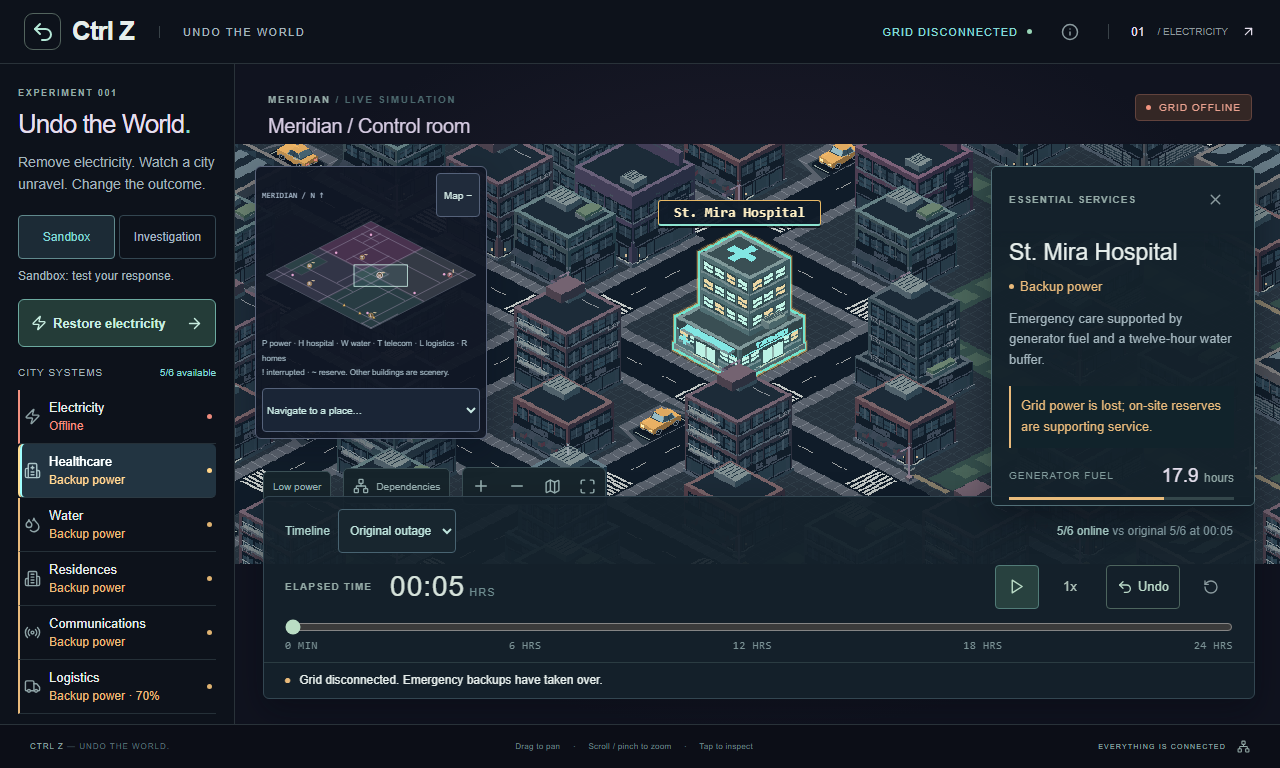 Ctrl Z
UNDO THE WORLD
GRID DISCONNECTED
01 / ELECTRICITY
EXPERIMENT 001
Undo the World.
Remove electricity. Watch a city
unravel. Change the outcome.
Sandbox
Investigation
Sandbox: test your response.
Restore electricity
CITY SYSTEMS
5/6 available
Electricity
Offline
Healthcare
Backup power
Water
Backup power
Residences
Backup power
Communications
Backup power
Logistics
Backup power · 70%
MERIDIAN / LIVE SIMULATION
Meridian / Control room
GRID OFFLINE
MERIDIAN / N ↑
Map −
P power · H hospital · W water · T telecom · L logistics · R
homes
! interrupted · ~ reserve. Other buildings are scenery.
Navigate to a place...
St. Mira Hospital
ESSENTIAL SERVICES
St. Mira Hospital
Backup power
Emergency care supported by
generator fuel and a twelve-hour water
buffer.
Grid power is lost; on-site reserves
are supporting service.
GENERATOR FUEL
17.9 hours
Low power
Dependencies
Timeline
Original outage
5/6 online vs original 5/6 at 00:05
ELAPSED TIME
00:05 HRS
1x
Undo
0 MIN
6 HRS
12 HRS
18 HRS
24 HRS
Grid disconnected. Emergency backups have taken over.
CTRL Z — UNDO THE WORLD.
Drag to pan · Scroll / pinch to zoom · Tap to inspect
EVERYTHING IS CONNECTED